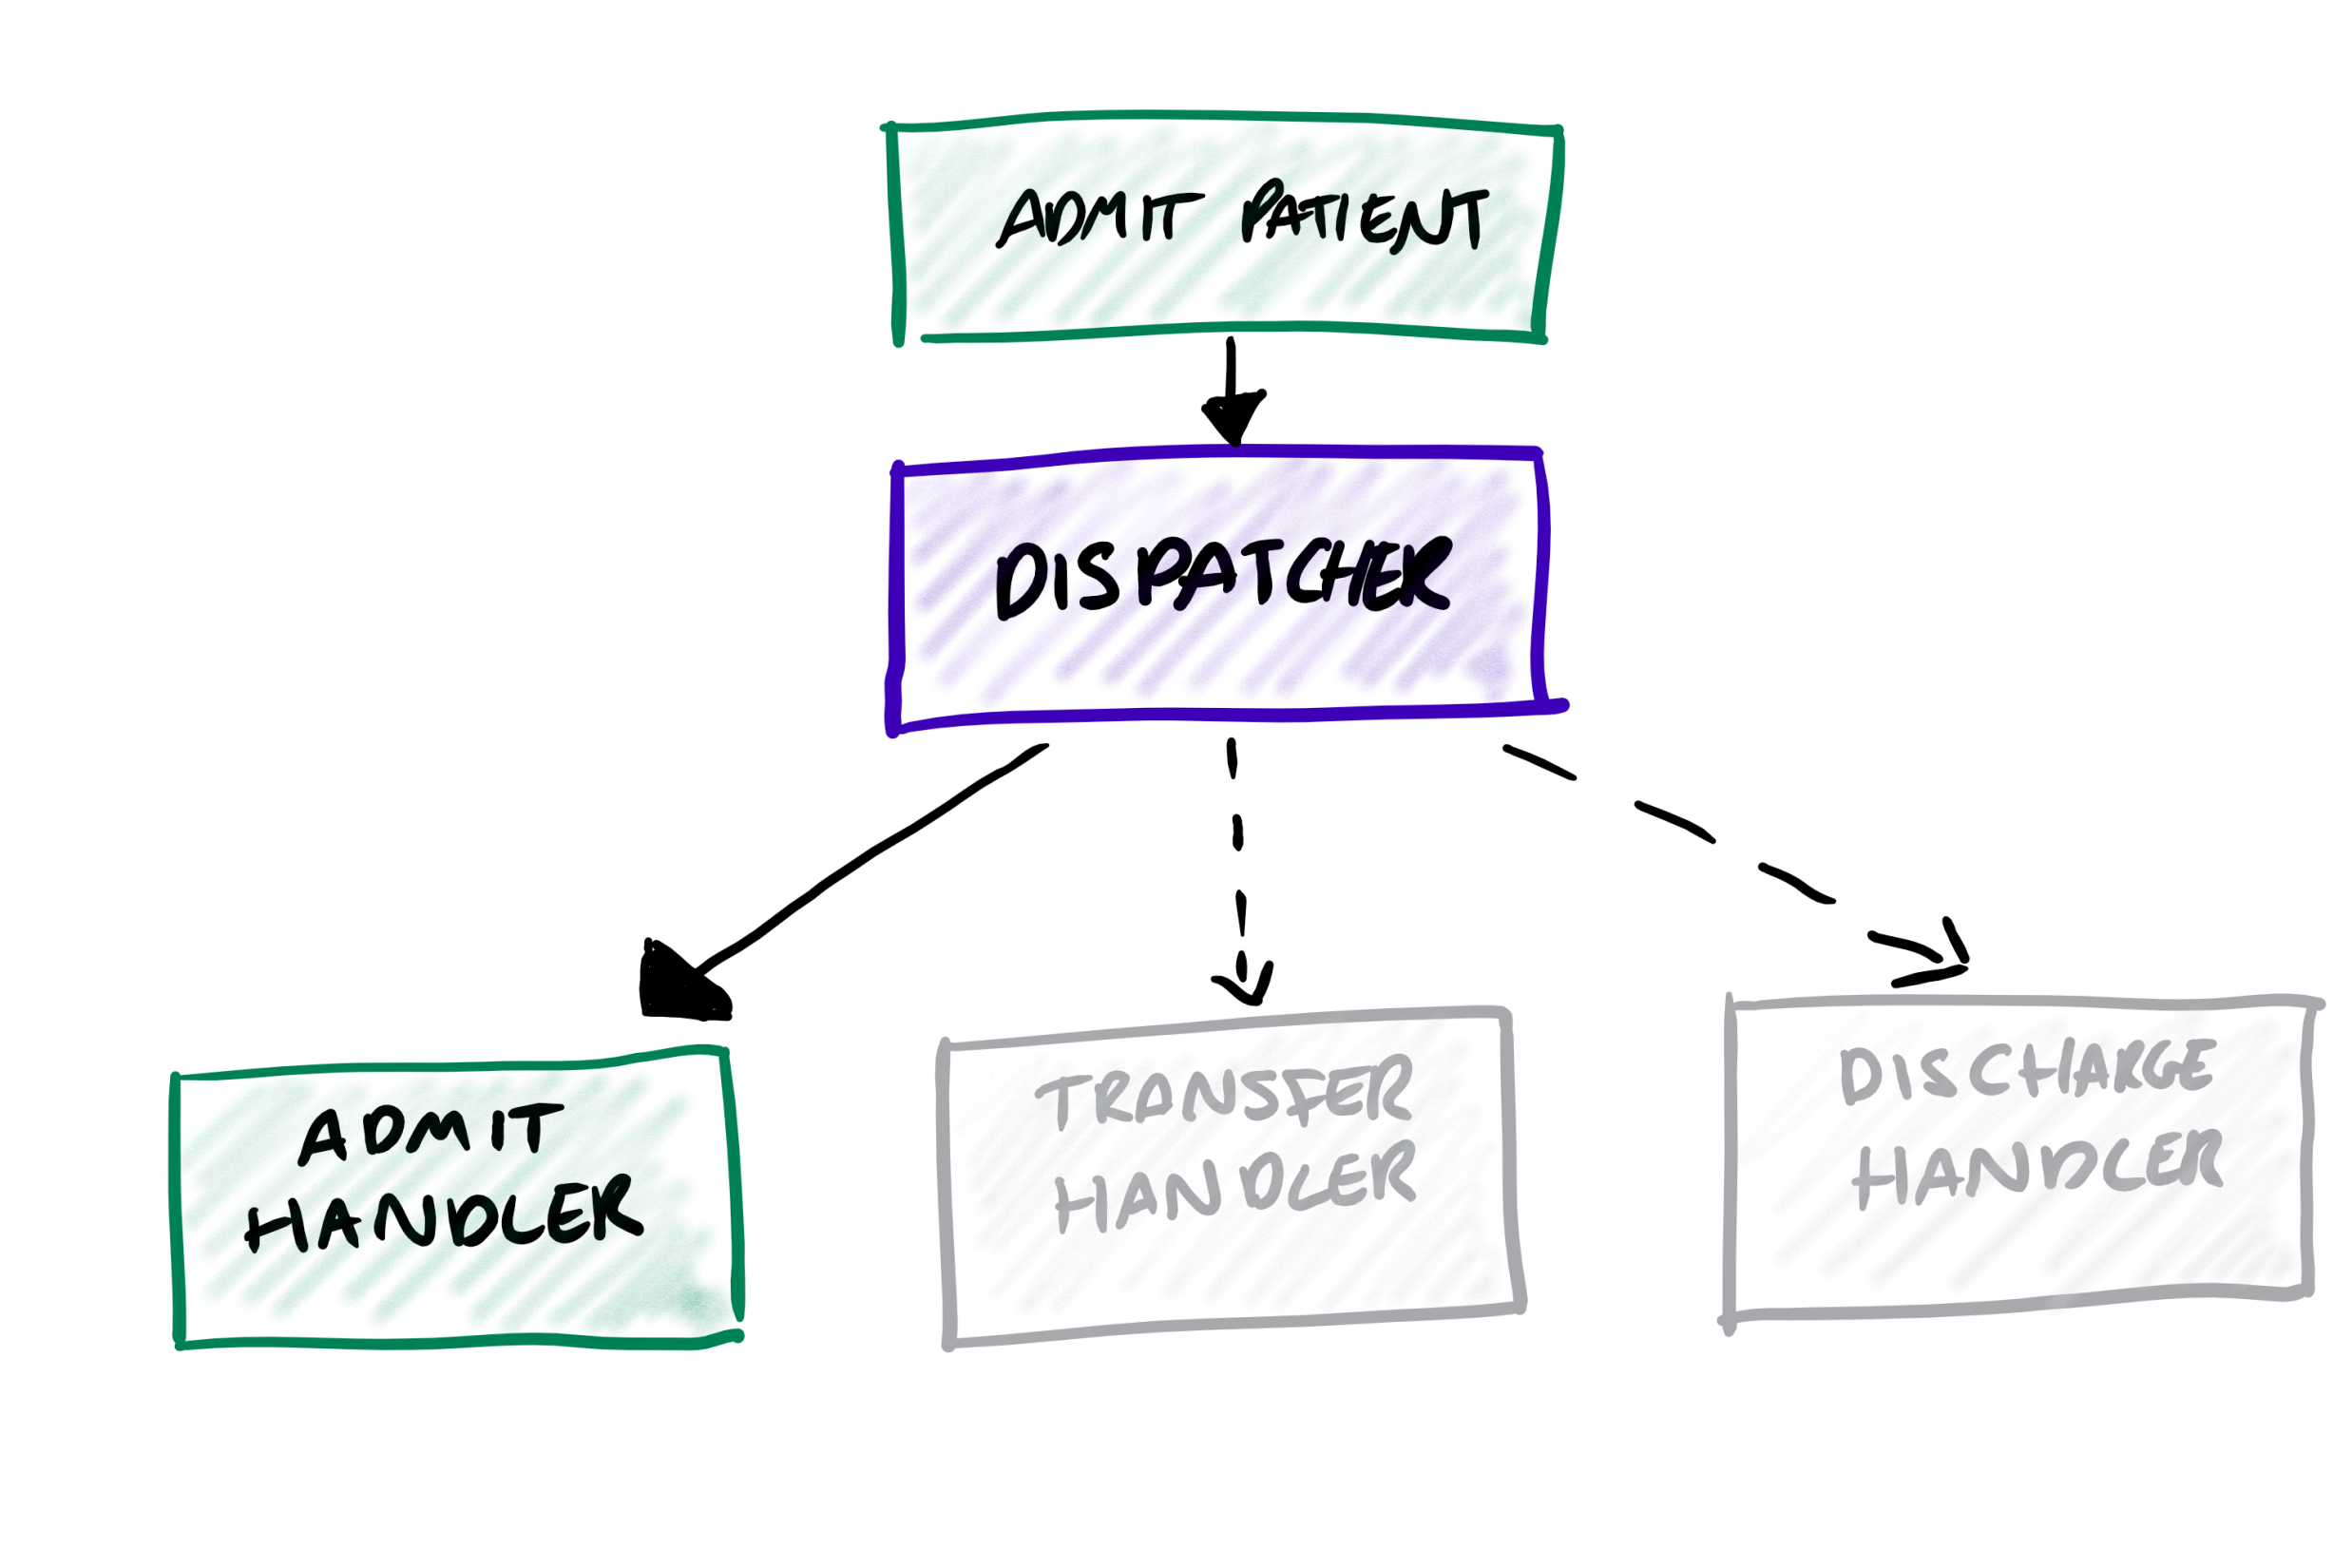 ADMIT PATIENT
DISPATCHER
ADMIT
HANDLER
TRANSFER
HANDLER
DISCHARGE
HANDLER